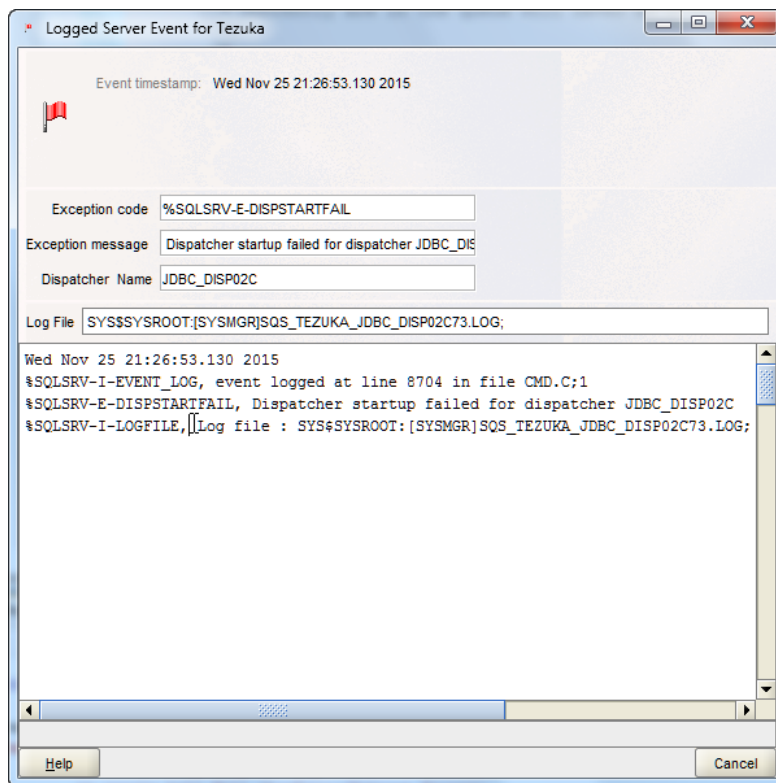 Logged Server Event for Tezuka
Event timestamp: Wed Nov 25 21:26:53.130 2015
Exception code %SQLSRV-E-DISPSTARTFAIL
Exception message Dispatcher startup failed for dispatcher JDBC_DIS
Dispatcher Name JDBC_DISP02C
Log File SYS$SYSROOT:[SYSMGR]SQS_TEZUKA_JDBC_DISP02C73.LOG;
Wed Nov 25 21:26:53.130 2015
%SQLSRV-I-EVENT_LOG, event logged at line 8704 in file CMD.C;1
%SQLSRV-E-DISPSTARTFAIL, Dispatcher startup failed for dispatcher JDBC_DISP02C
%SQLSRV-I-LOGFILE, Log file : SYS$SYSROOT:[SYSMGR]SQS_TEZUKA_JDBC_DISP02C73.LOG;
Help Cancel